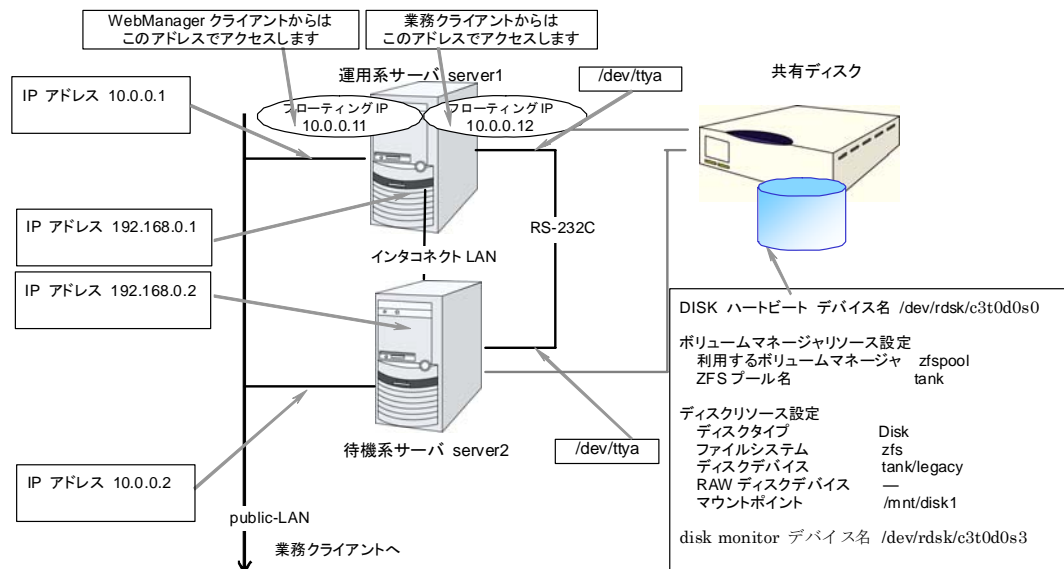 WebManager クライアントからは
このアドレスでアクセスします
業務クライアントからは
このアドレスでアクセスします
運用系サーバ server1
/dev/ttya
共有ディスク
IP アドレス 10.0.0.1
フローティング IP
10.0.0.11
フローティング IP
10.0.0.12
IP アドレス 192.168.0.1
RS-232C
インタコネクト LAN
IP アドレス 192.168.0.2
DISK ハートビート デバイス名 /dev/rdsk/c3t0d0s0
ボリュームマネージャリソース設定
利用するボリュームマネージャ zfspool
ZFS プール名 tank
ディスクリソース設定
ディスクタイプ Disk
ファイルシステム zfs
ディスクデバイス tank/legacy
RAW ディスクデバイス —
マウントポイント /mnt/disk1
disk monitor デバイス名 /dev/rdsk/c3t0d0s3
待機系サーバ server2
/dev/ttya
IP アドレス 10.0.0.2
public-LAN
業務クライアントへ